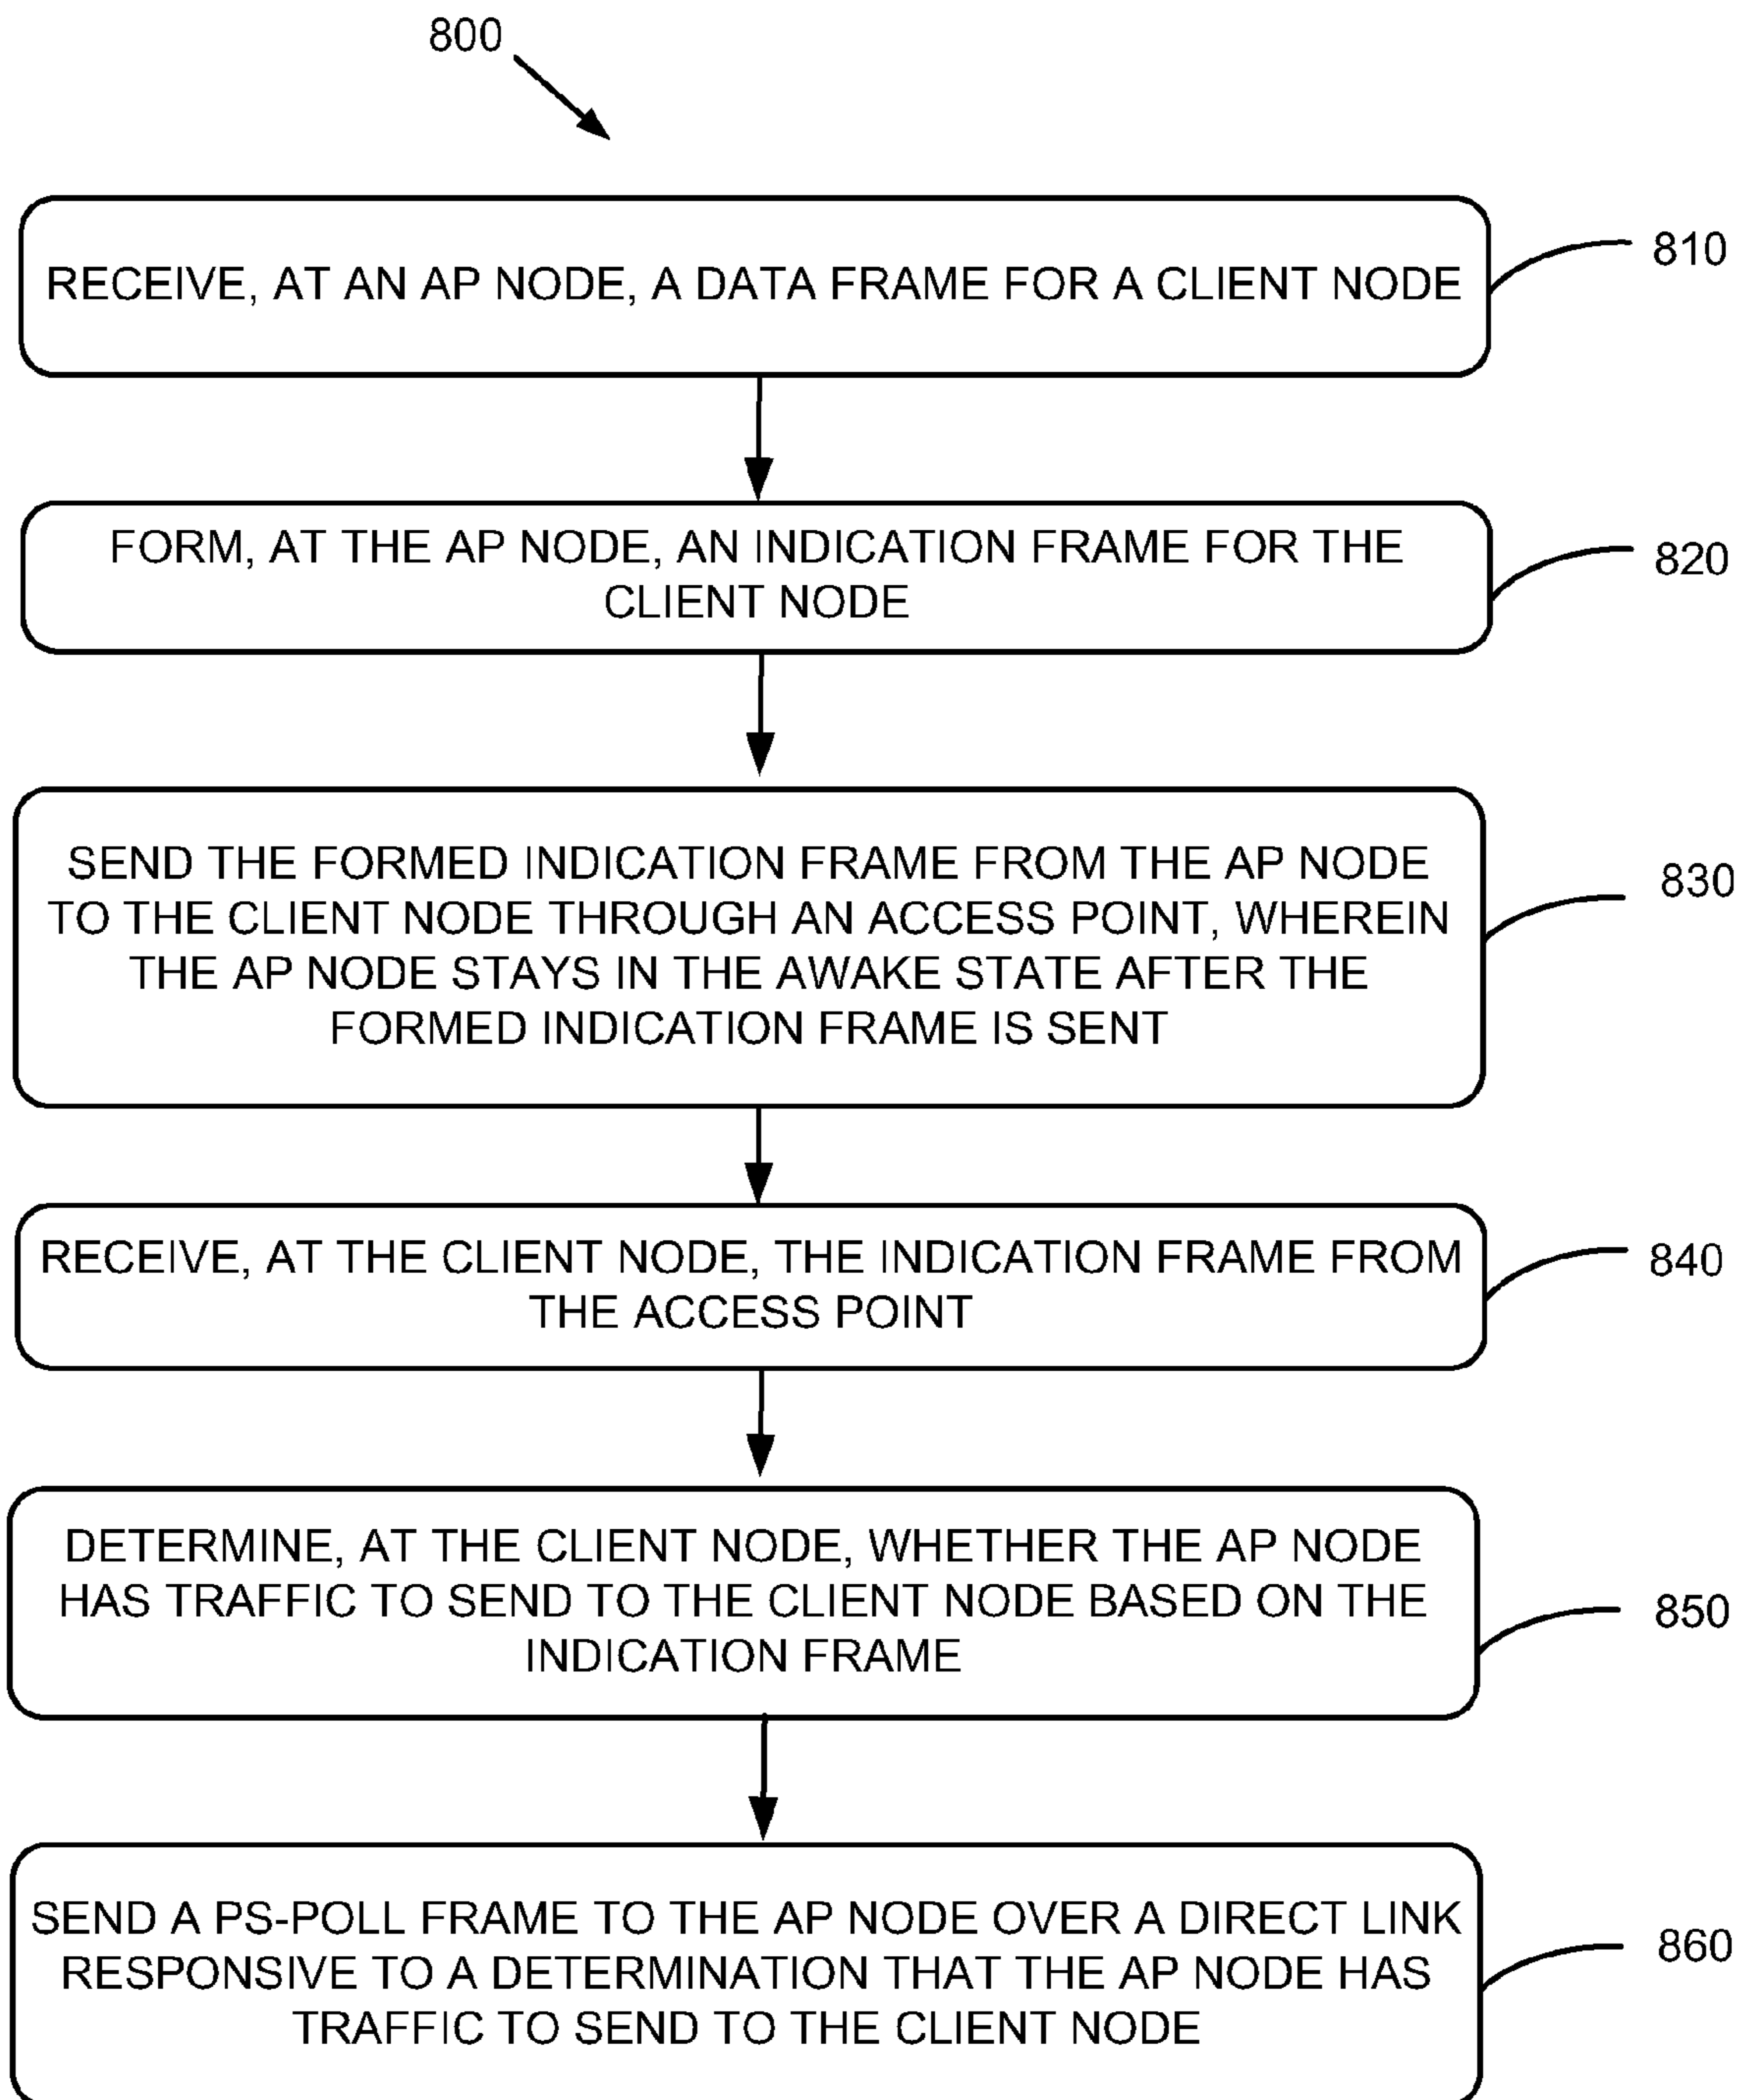 800
RECEIVE, AT AN AP NODE, A DATA FRAME FOR A CLIENT NODE
810
FORM, AT THE AP NODE, AN INDICATION FRAME FOR THE
CLIENT NODE
820
SEND THE FORMED INDICATION FRAME FROM THE AP NODE
TO THE CLIENT NODE THROUGH AN ACCESS POINT, WHEREIN
THE AP NODE STAYS IN THE AWAKE STATE AFTER THE
FORMED INDICATION FRAME IS SENT
830
RECEIVE, AT THE CLIENT NODE, THE INDICATION FRAME FROM
THE ACCESS POINT
840
DETERMINE, AT THE CLIENT NODE, WHETHER THE AP NODE
HAS TRAFFIC TO SEND TO THE CLIENT NODE BASED ON THE
INDICATION FRAME
850
SEND A PS-POLL FRAME TO THE AP NODE OVER A DIRECT LINK
RESPONSIVE TO A DETERMINATION THAT THE AP NODE HAS
TRAFFIC TO SEND TO THE CLIENT NODE
860